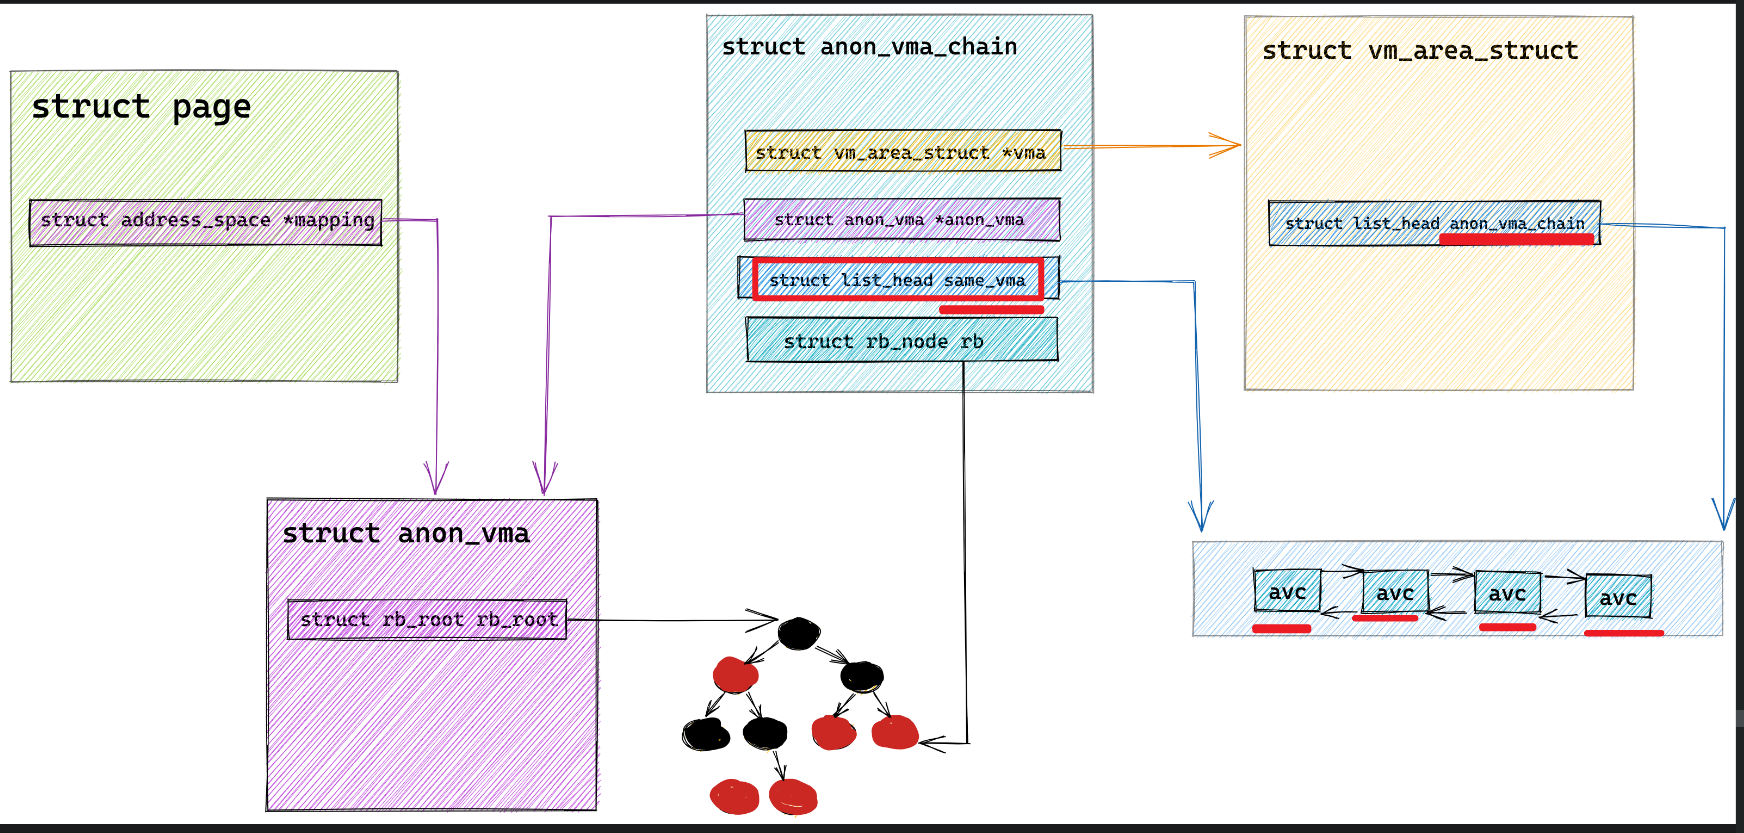 struct page
struct address_space *mapping
struct anon_vma_chain
struct vm_area_struct *vma
struct anon_vma *anon_vma
struct list_head same_vma
struct rb_node rb
struct vm_area_struct
struct list_head anon_vma_chain
struct anon_vma
struct rb_root rb_root
avc
avc
avc
avc